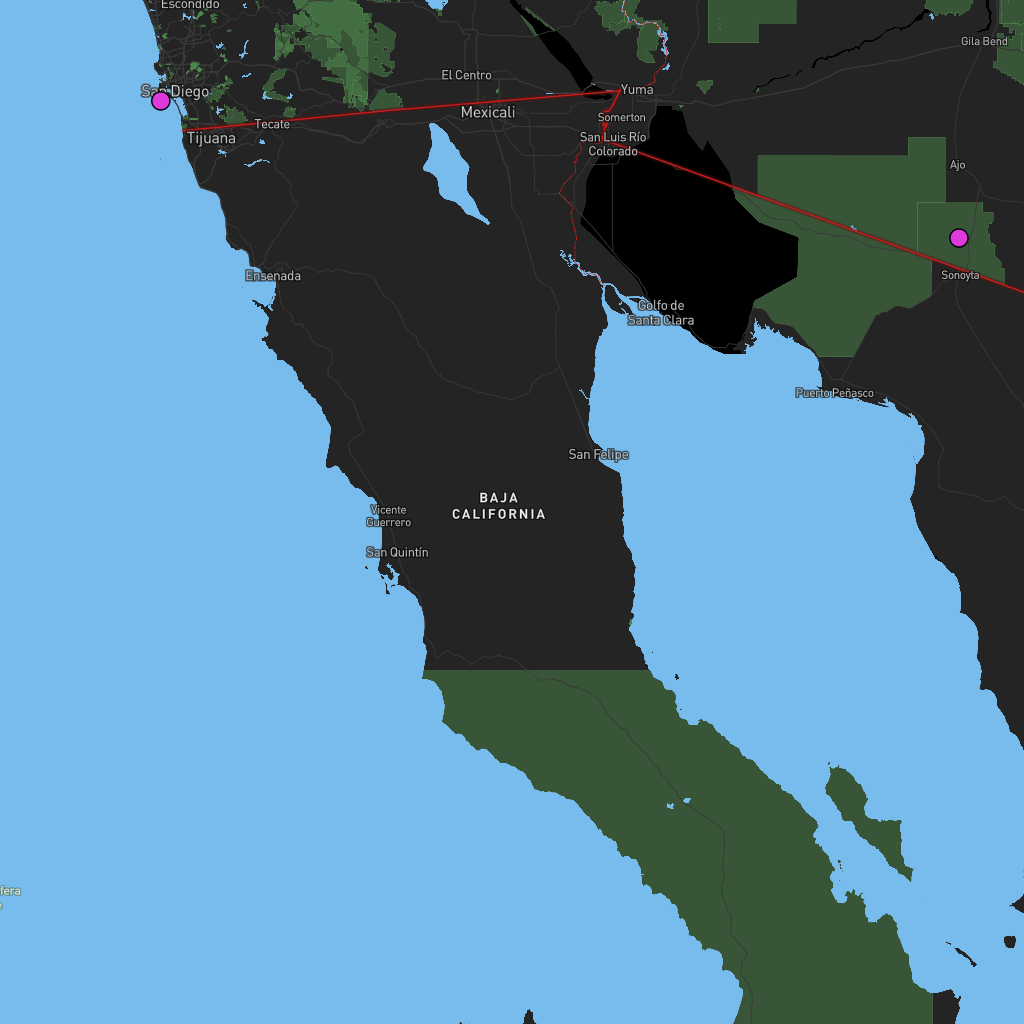 Escondido
Gila Bend
El Centro
San Diego
Yuma
Mexicali
Somerton
Tecate
Tijuana
San Luis Río
Colorado
Ajo
Ensenada
Sonoyta
Golfo de
Santa Clara
Puerto Peñasco
San Felipe
BAJA
CALIFORNIA
Vicente
Guerrero
San Quintín
fera